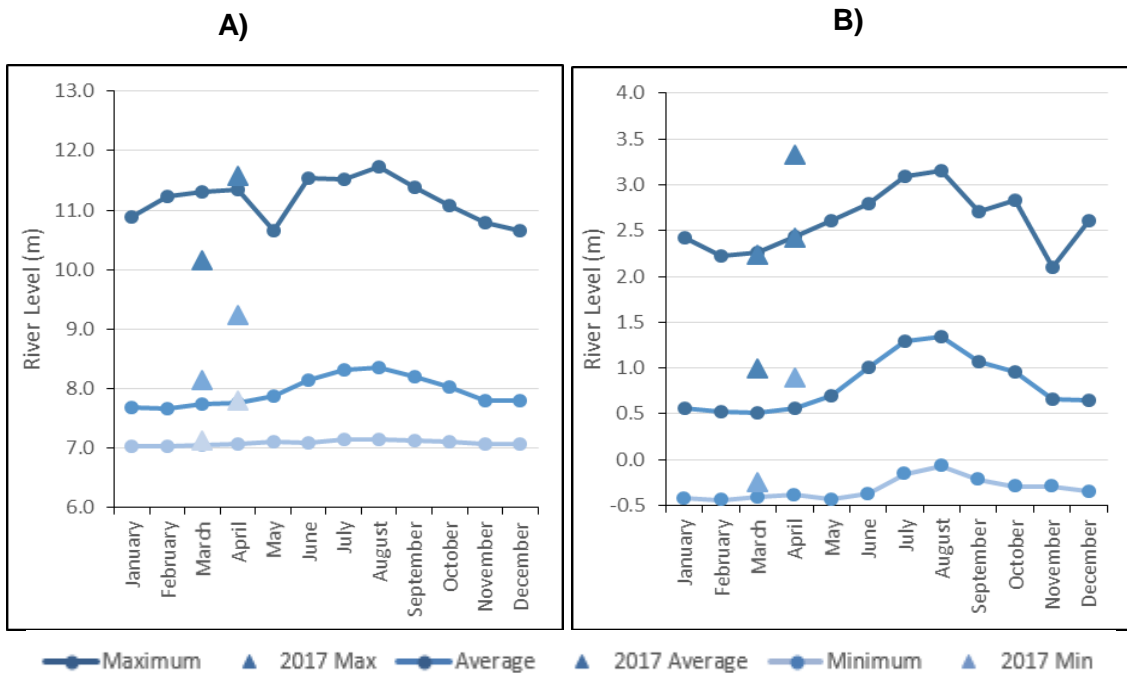 A)
B)
River Level (m)
13.0
12.0
11.0
10.0
9.0
8.0
7.0
6.0
January
February
March
April
May
June
July
August
September
October
November
December
River Level (m)
4.0
3.5
3.0
2.5
2.0
1.5
1.0
0.5
0.0
-0.5
January
February
March
April
May
June
July
August
September
October
November
December
Maximum 2017 Max Average 2017 Average Minimum 2017 Min